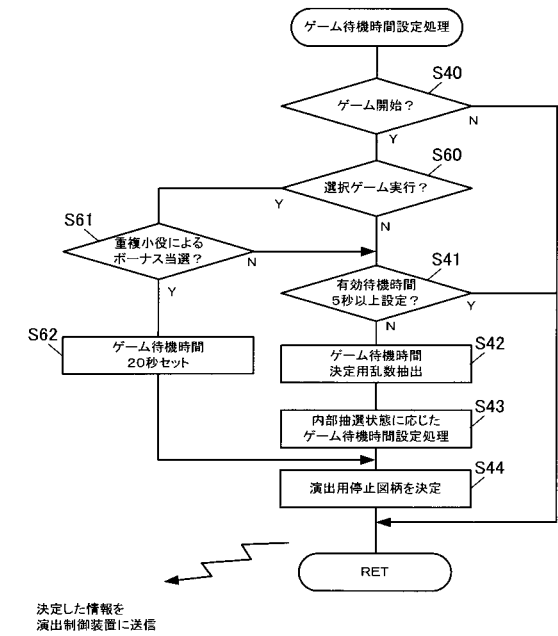 ゲーム待機時間設定処理
S40
ゲーム開始？
N
Y
S60
選択ゲーム実行？
Y
N
S61
重複小役による
ボーナス当選？
N
Y
S41
有効待機時間
5秒以上設定？
Y
N
S62
ゲーム待機時間
20秒セット
S42
ゲーム待機時間
決定用乱数抽出
S43
内部抽選状態に応じた
ゲーム待機時間設定処理
S44
演出用停止図柄を決定
RET
決定した情報を
演出制御装置に送信